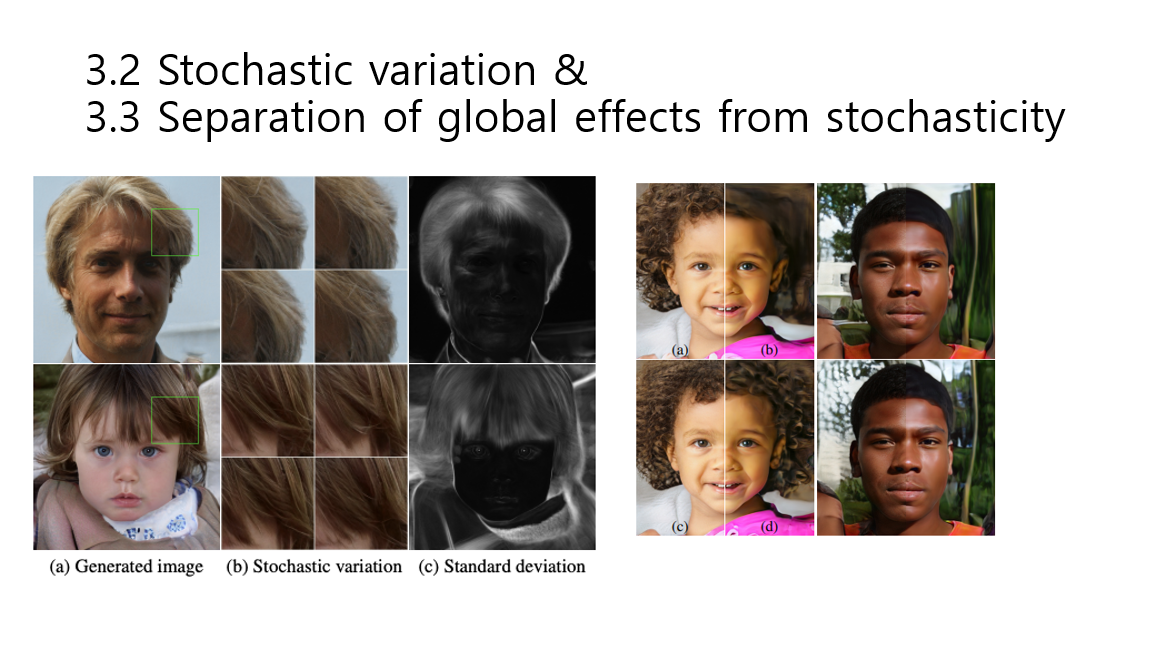 3.2 Stochastic variation &
3.3 Separation of global effects from stochasticity
(a) (b)
(c) (d)
(a) Generated image (b) Stochastic variation (c) Standard deviation